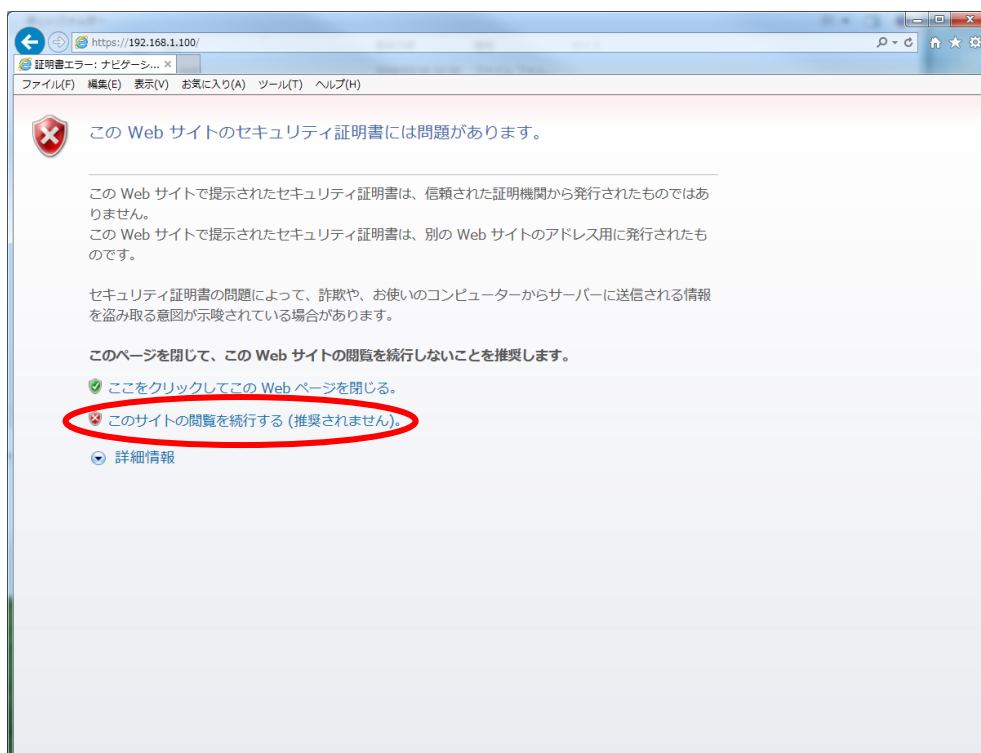 https://192.168.1.100/
証明書エラー: ナビゲーシ...
ファイル(F) 編集(E) 表示(V) お気に入り(A) ツール(T) ヘルプ(H)
この Web サイトのセキュリティ証明書には問題があります。
この Web サイトで提示されたセキュリティ証明書は、信頼された証明機関から発行されたものではあ
りません。
この Web サイトで提示されたセキュリティ証明書は、別の Web サイトのアドレス用に発行されたも
のです。
セキュリティ証明書の問題によって、詐欺や、お使いのコンピューターからサーバーに送信される情報
を盗み取る意図が示唆されている場合があります。
このページを閉じて、この Web サイトの閲覧を続行しないことを推奨します。
ここをクリックしてこの Web ページを閉じる。
このサイトの閲覧を続行する (推奨されません)。
詳細情報